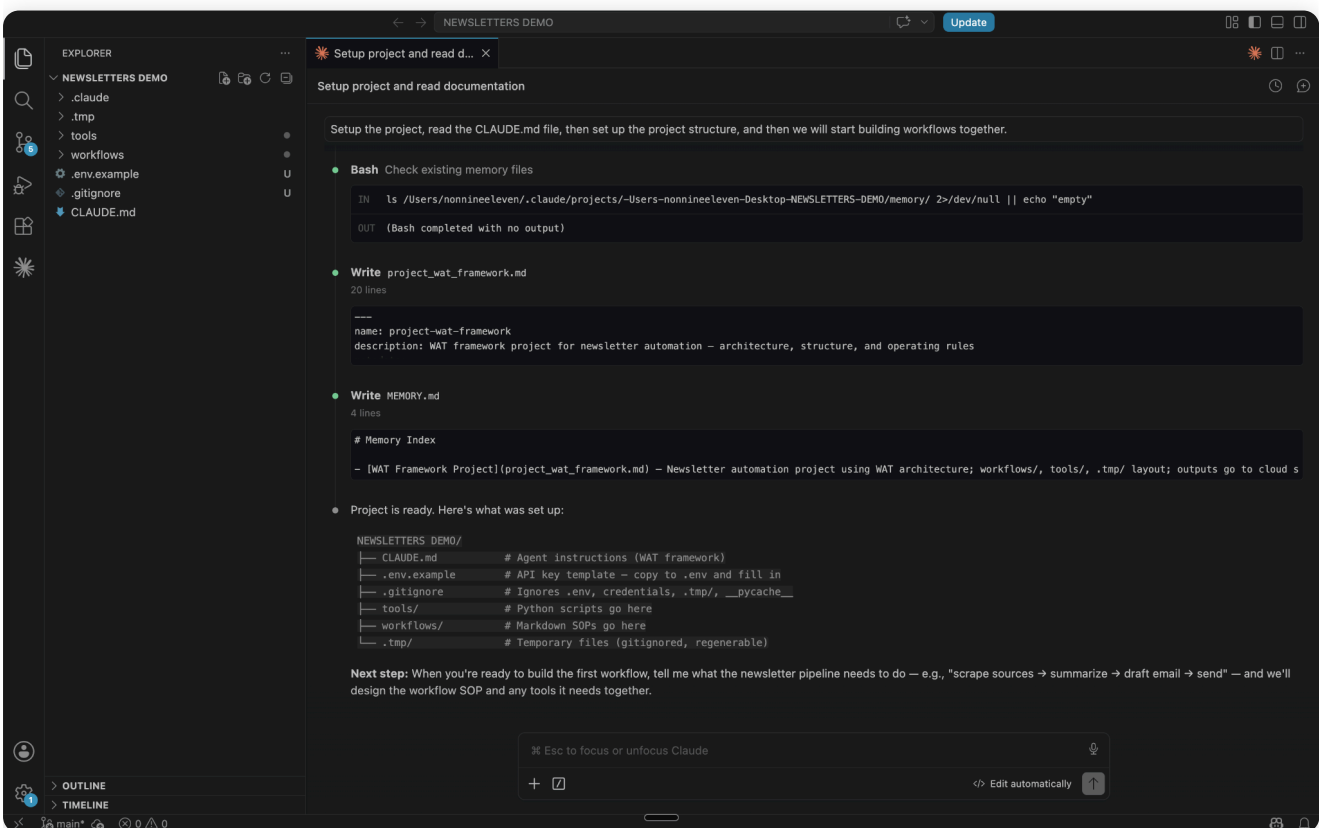 NEWSLETTERS DEMO
Update
EXPLORER
NEWSLETTERS DEMO
.claude
.tmp
tools
workflows
.env.example U
.gitignore U
CLAUDE.md
5
1
OUTLINE
TIMELINE
main* 0 0
Setup project and read d...
Setup project and read documentation
Setup the project, read the CLAUDE.md file, then set up the project structure, and then we will start building workflows together.
Bash Check existing memory files
IN ls /Users/nonnineeleven/.claude/projects/-Users-nonnineeleven-Desktop-NEWSLETTERS-DEMO/memory/ 2>/dev/null || echo "empty"
OUT (Bash completed with no output)
Write project_wat_framework.md
20 lines
---
name: project-wat-framework
description: WAT framework project for newsletter automation — architecture, structure, and operating rules
Write MEMORY.md
4 lines
# Memory Index
- [WAT Framework Project](project_wat_framework.md) — Newsletter automation project using WAT architecture; workflows/, tools/, .tmp/ layout; outputs go to cloud s
Project is ready. Here's what was set up:
NEWSLETTERS DEMO/
├── CLAUDE.md # Agent instructions (WAT framework)
├── .env.example # API key template — copy to .env and fill in
├── .gitignore # Ignores .env, credentials, .tmp/, __pycache__
├── tools/ # Python scripts go here
├── workflows/ # Markdown SOPs go here
└── .tmp/ # Temporary files (gitignored, regenerable)
Next step: When you're ready to build the first workflow, tell me what the newsletter pipeline needs to do — e.g., "scrape sources → summarize → draft email → send" — and we'll
design the workflow SOP and any tools it needs together.
⌘ Esc to focus or unfocus Claude
</> Edit automatically